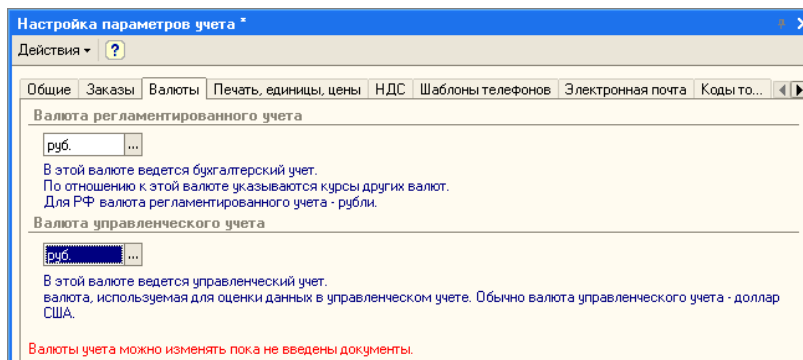 Настройка параметров учета *
Действия ?
Общие Заказы Валюты Печать, единицы, цены НДС Шаблоны телефонов Электронная почта Коды то...
Валюта регламентированного учета
руб. ...
В этой валюте ведется бухгалтерский учет.
По отношению к этой валюте указываются курсы других валют.
Для РФ валюта регламентированного учета - рубли.
Валюта управленческого учета
руб. ...
В этой валюте ведется управленческий учет.
валюта, используемая для оценки данных в управленческом учете. Обычно валюта управленческого учета - доллар
США.
Валюты учета можно изменять пока не введены документы.